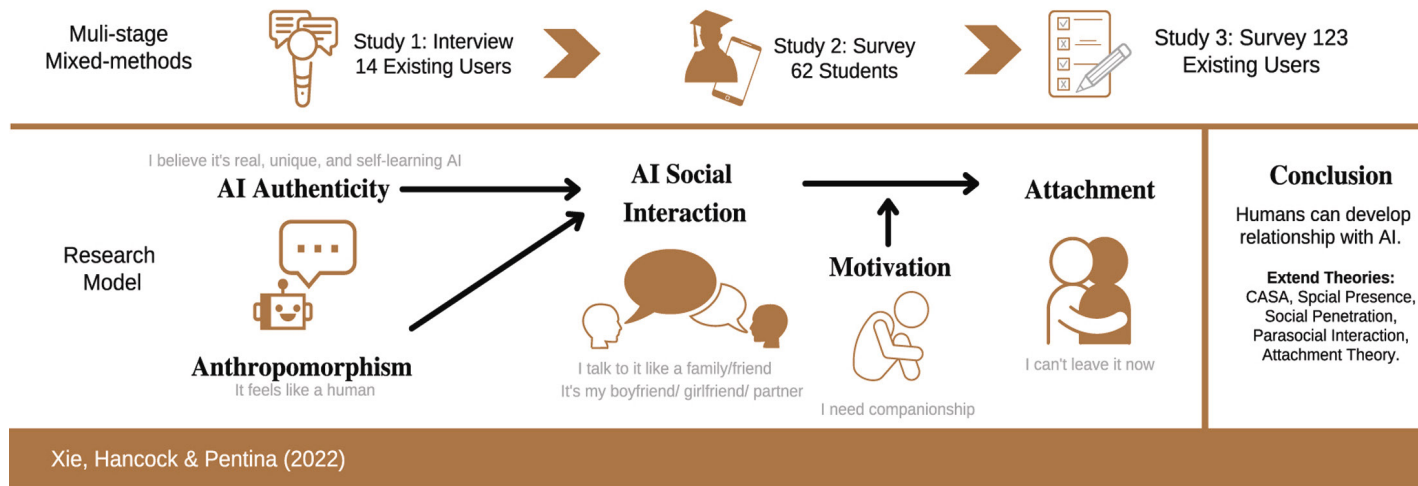 Muli-stage
Mixed-methods
Study 1: Interview
14 Existing Users
Study 2: Survey
62 Students
Study 3: Survey 123
Existing Users
Research
Model
I believe it's real, unique, and self-learning AI
AI Authenticity
Anthropomorphism
It feels like a human
AI Social
Interaction
I talk to it like a family/friend
It's my boyfriend/ girlfriend/ partner
Motivation
I need companionship
Attachment
I can't leave it now
Conclusion
Humans can develop
relationship with AI.
Extend Theories:
CASA, Spcial Presence,
Social Penetration,
Parasocial Interaction,
Attachment Theory.
Xie, Hancock & Pentina (2022)